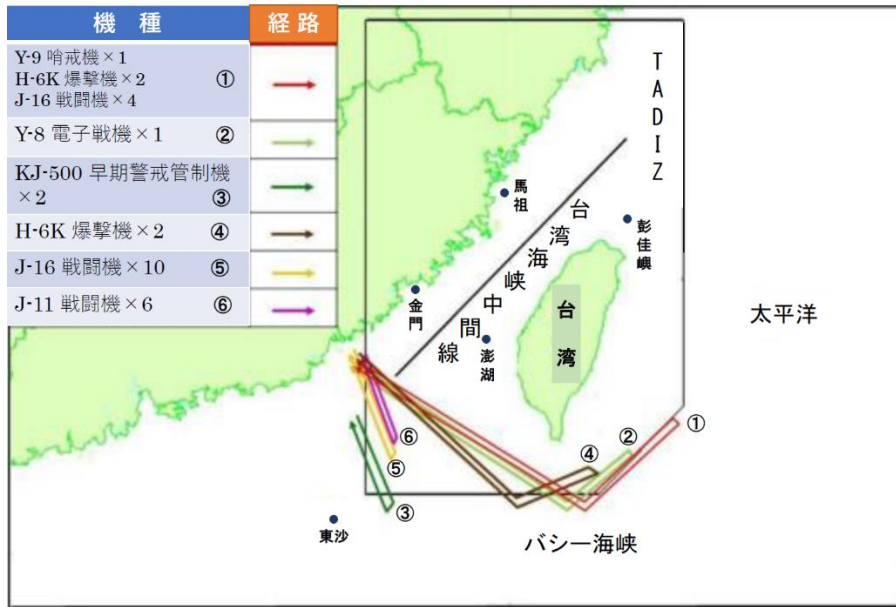 機 種 経路
Y-9 哨戒機×1
H-6K 爆撃機×2 ①
J-16 戦闘機×4
Y-8 電子戦機×1 ②
KJ-500 早期警戒管制機
×2 ③
H-6K 爆撃機×2 ④
J-16 戦闘機×10 ⑤
J-11 戦闘機×6 ⑥
TADIZ
馬祖
彭佳嶼
台湾海峡中間線
金門
澎湖
台湾
太平洋
①
②
④
⑥
⑤
③
東沙
バシー海峡